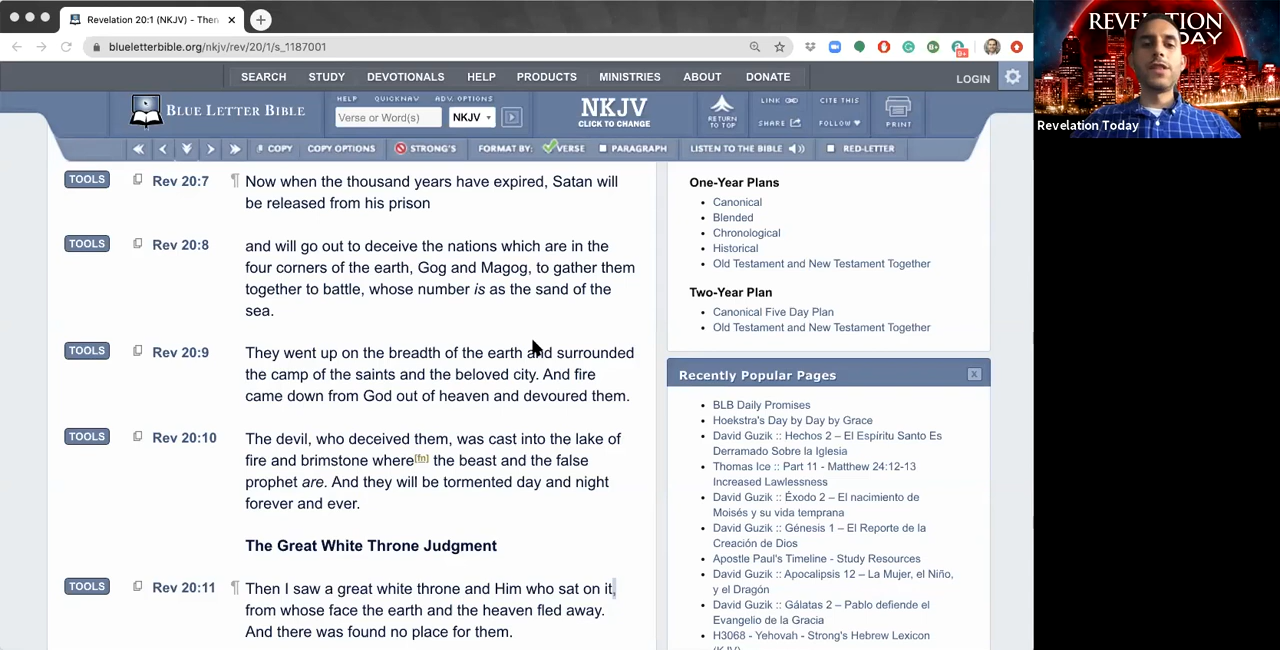 Revelation 20:1 (NKJV) - Then
blueletterbible.org/nkjv/rev/20/1/s_1187001
SEARCH STUDY DEVOTIONALS HELP PRODUCTS MINISTRIES ABOUT DONATE LOGIN
BLUE LETTER BIBLE
HELP QUICKNAV ADV. OPTIONS
Verse or Word(s) NKJV
NKJV
CLICK TO CHANGE
RETURN
TO TOP
LINK CITE THIS
SHARE FOLLOW
PRINT
COPY COPY OPTIONS STRONG'S FORMAT BY: VERSE PARAGRAPH LISTEN TO THE BIBLE RED-LETTER
TOOLS Rev 20:7 ¶ Now when the thousand years have expired, Satan will
be released from his prison
TOOLS Rev 20:8 and will go out to deceive the nations which are in the
four corners of the earth, Gog and Magog, to gather them
together to battle, whose number is as the sand of the
sea.
TOOLS Rev 20:9 They went up on the breadth of the earth and surrounded
the camp of the saints and the beloved city. And fire
came down from God out of heaven and devoured them.
TOOLS Rev 20:10 The devil, who deceived them, was cast into the lake of
fire and brimstone where[fn] the beast and the false
prophet are. And they will be tormented day and night
forever and ever.
The Great White Throne Judgment
TOOLS Rev 20:11 ¶ Then I saw a great white throne and Him who sat on it,
from whose face the earth and the heaven fled away.
And there was found no place for them.
One-Year Plans
Canonical
Blended
Chronological
Historical
Old Testament and New Testament Together
Two-Year Plan
Canonical Five Day Plan
Old Testament and New Testament Together
Recently Popular Pages x
BLB Daily Promises
Hoekstra's Day by Day by Grace
David Guzik :: Hechos 2 – El Espíritu Santo Es
Derramado Sobre la Iglesia
Thomas Ice :: Part 11 - Matthew 24:12-13
Increased Lawlessness
David Guzik :: Éxodo 2 – El nacimiento de
Moisés y su vida temprana
David Guzik :: Génesis 1 – El Reporte de la
Creación de Dios
Apostle Paul's Timeline - Study Resources
David Guzik :: Apocalipsis 12 – La Mujer, el Niño,
y el Dragón
David Guzik :: Gálatas 2 – Pablo defiende el
Evangelio de la Gracia
H3068 - Yehovah - Strong's Hebrew Lexicon
Revelation Today